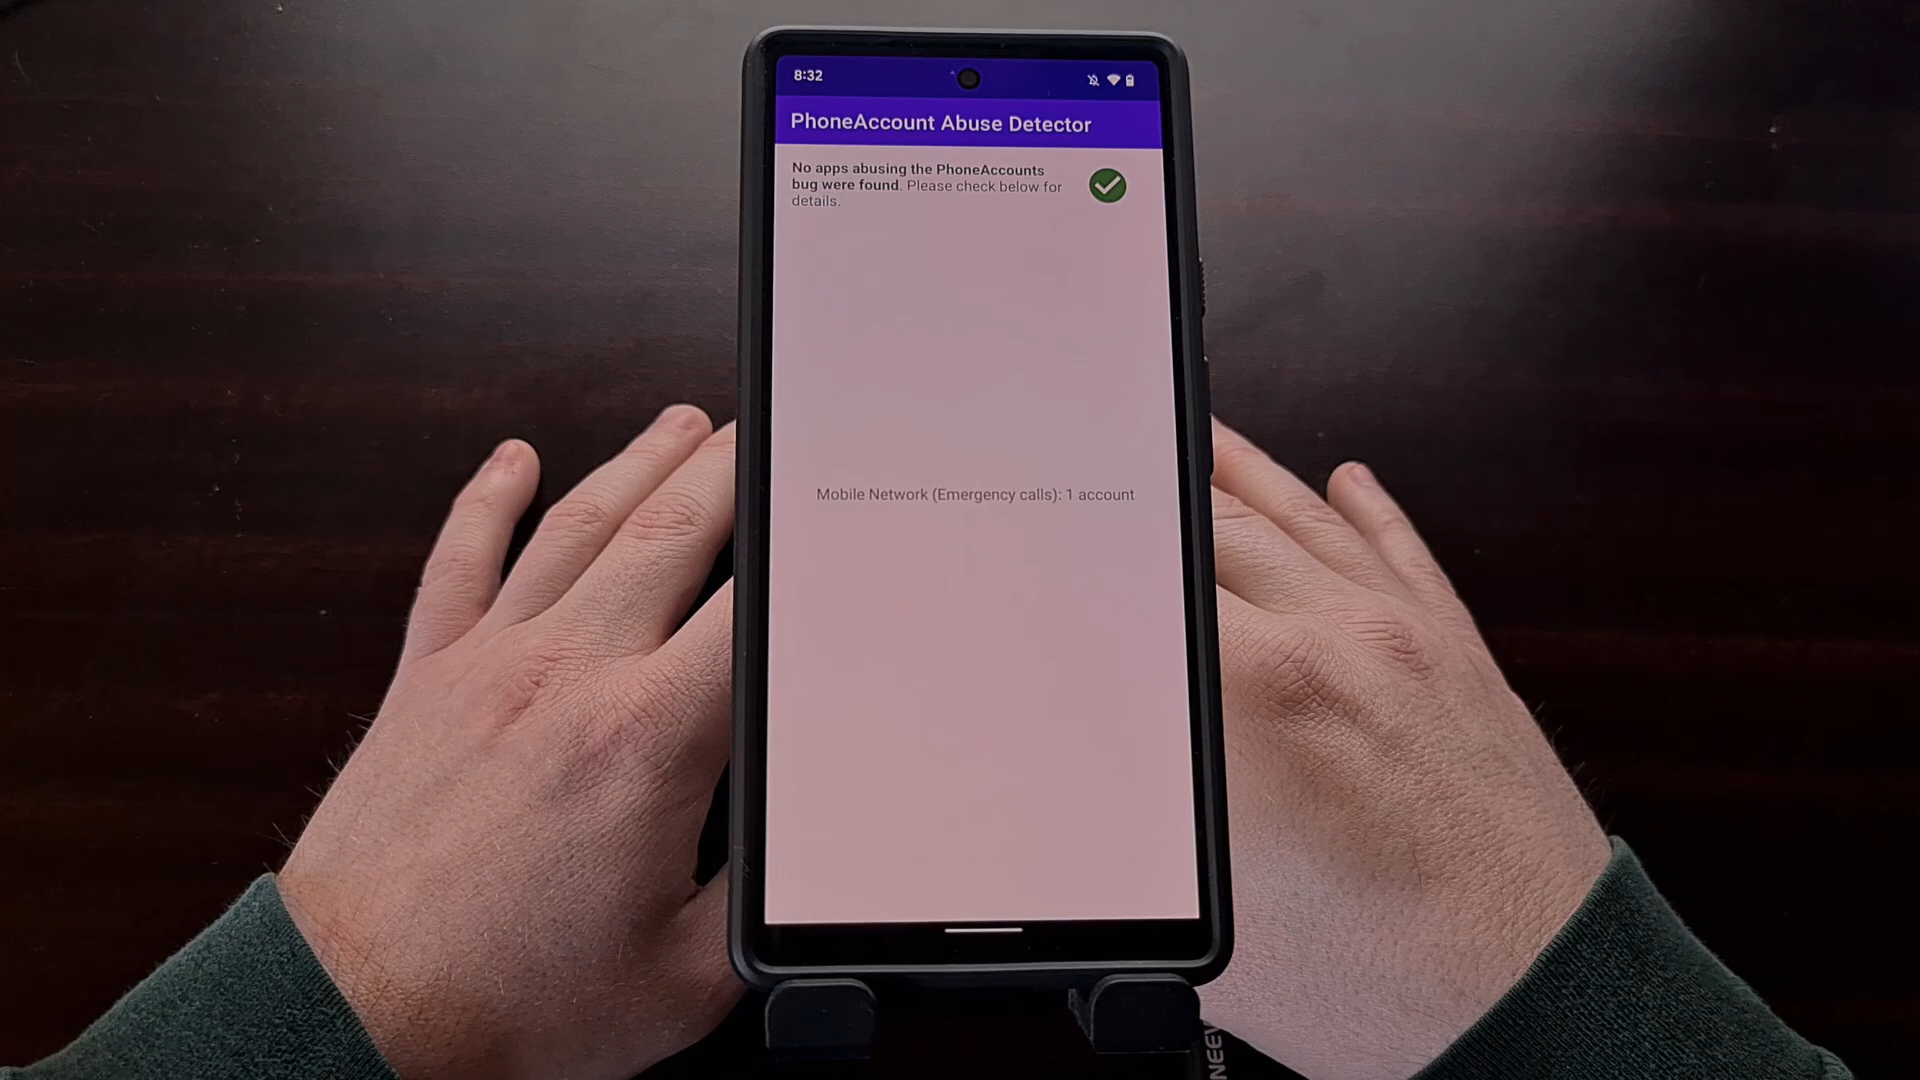 8:32
PhoneAccount Abuse Detector
No apps abusing the PhoneAccounts
bug were found. Please check below for
details.
Mobile Network (Emergency calls): 1 account